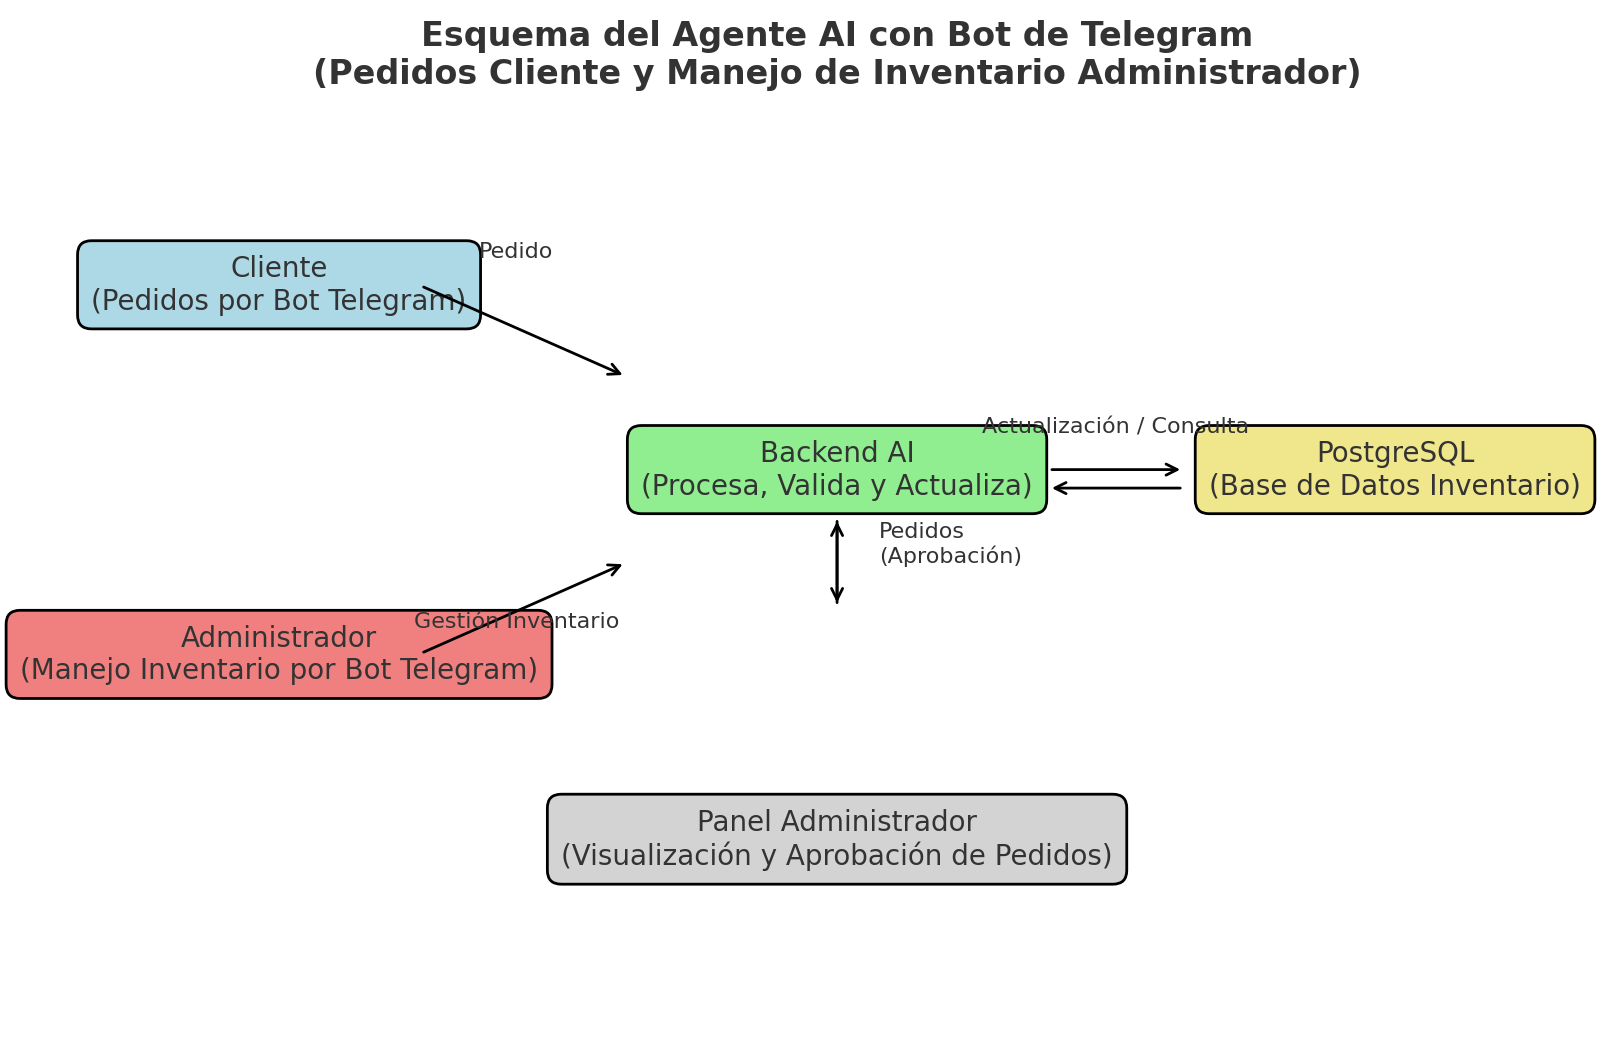 Esquema del Agente AI con Bot de Telegram
(Pedidos Cliente y Manejo de Inventario Administrador)
Pedido
Cliente
(Pedidos por Bot Telegram)
Actualización / Consulta
Backend AI
(Procesa, Valida y Actualiza)
PostgreSQL
(Base de Datos Inventario)
Pedidos
(Aprobación)
Gestión Inventario
Administrador
(Manejo Inventario por Bot Telegram)
Panel Administrador
(Visualización y Aprobación de Pedidos)